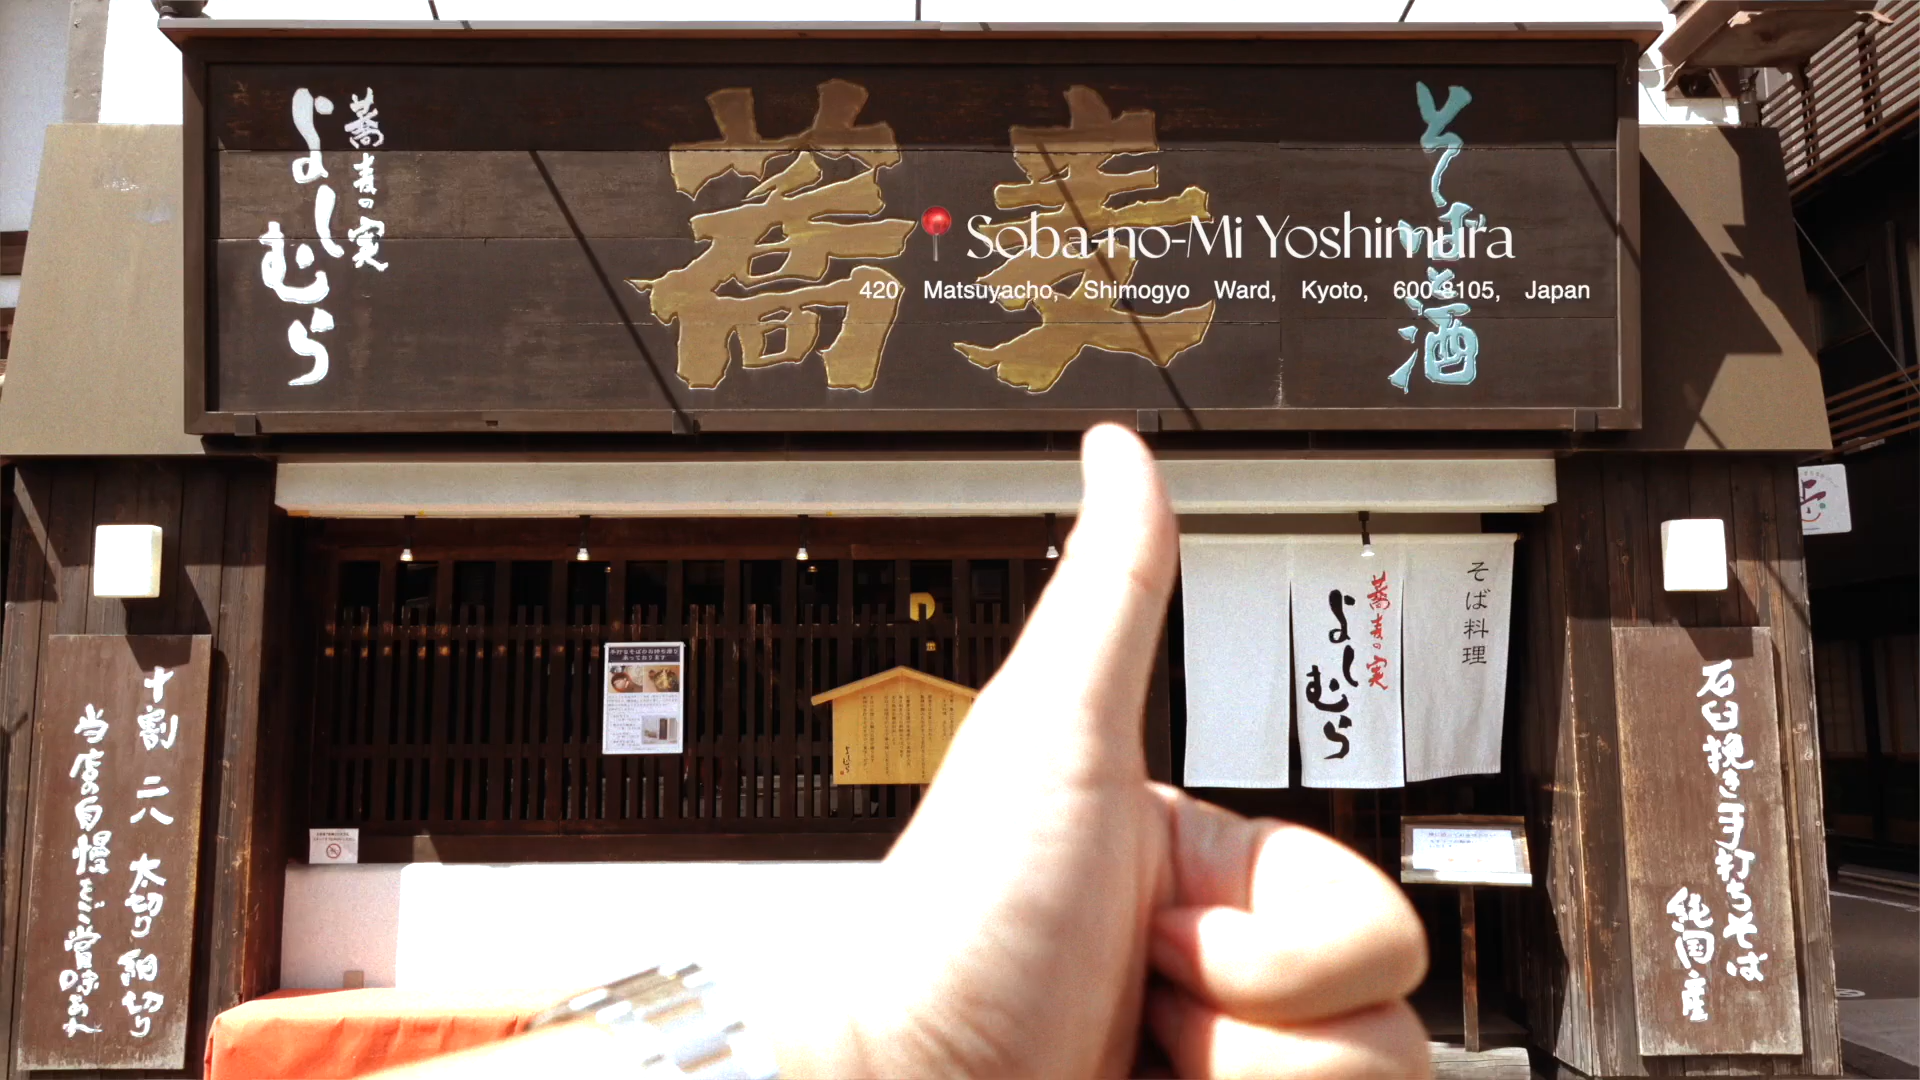 蕎麦の実
よしむら
蕎麦
そばと酒
Soba-no-Mi Yoshimura
420 Matsuyacho, Shimogyo Ward, Kyoto, 600-8105, Japan
そば料理
蕎麦の実
よしむら
十割 二八 太切り 細切り
当店の自慢をご賞味あれ
石臼挽き手打ちそば
純国産